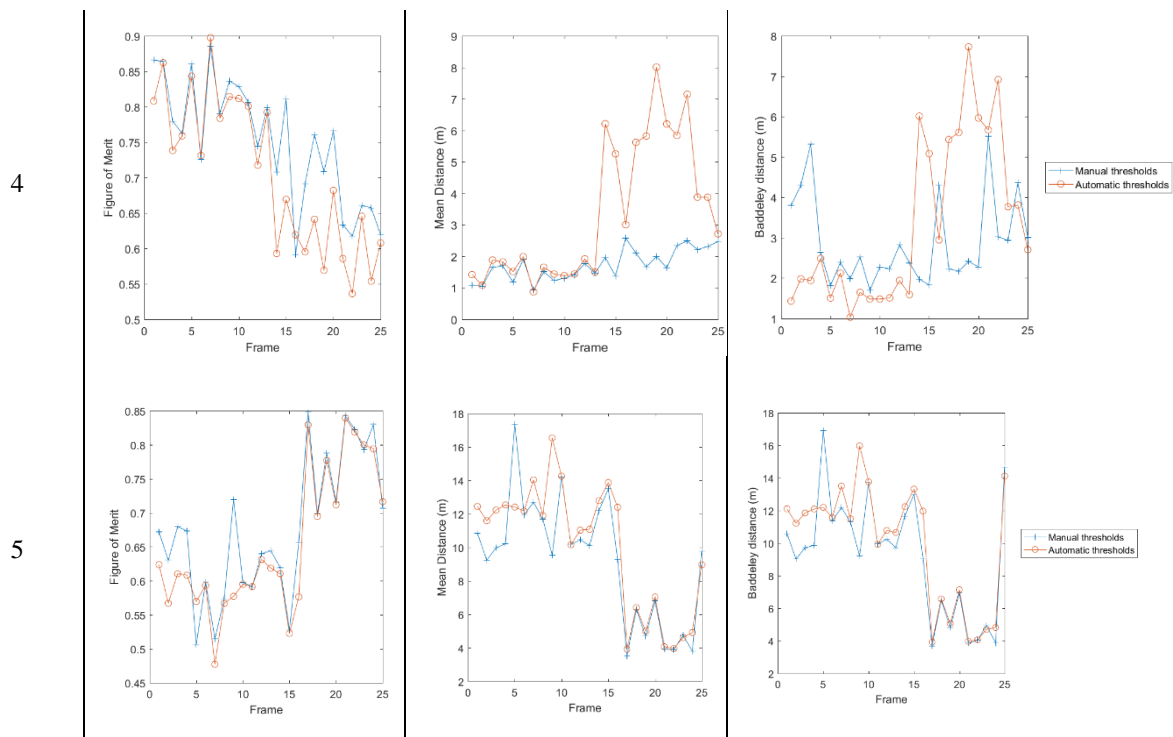 4
Figure of Merit
0.9
0.85
0.8
0.75
0.7
0.65
0.6
0.55
0.5
0 5 10 15 20 25
Frame
Mean Distance (m)
9
8
7
6
5
4
3
2
1
0
0 5 10 15 20 25
Frame
Baddeley distance (m)
8
7
6
5
4
3
2
1
0 5 10 15 20 25
Frame
Manual thresholds
Automatic thresholds
5
Figure of Merit
0.85
0.8
0.75
0.7
0.65
0.6
0.55
0.5
0.45
0 5 10 15 20 25
Frame
Mean Distance (m)
18
16
14
12
10
8
6
4
2
0 5 10 15 20 25
Frame
Baddeley distance (m)
18
16
14
12
10
8
6
4
2
0 5 10 15 20 25
Frame
Manual thresholds
Automatic thresholds